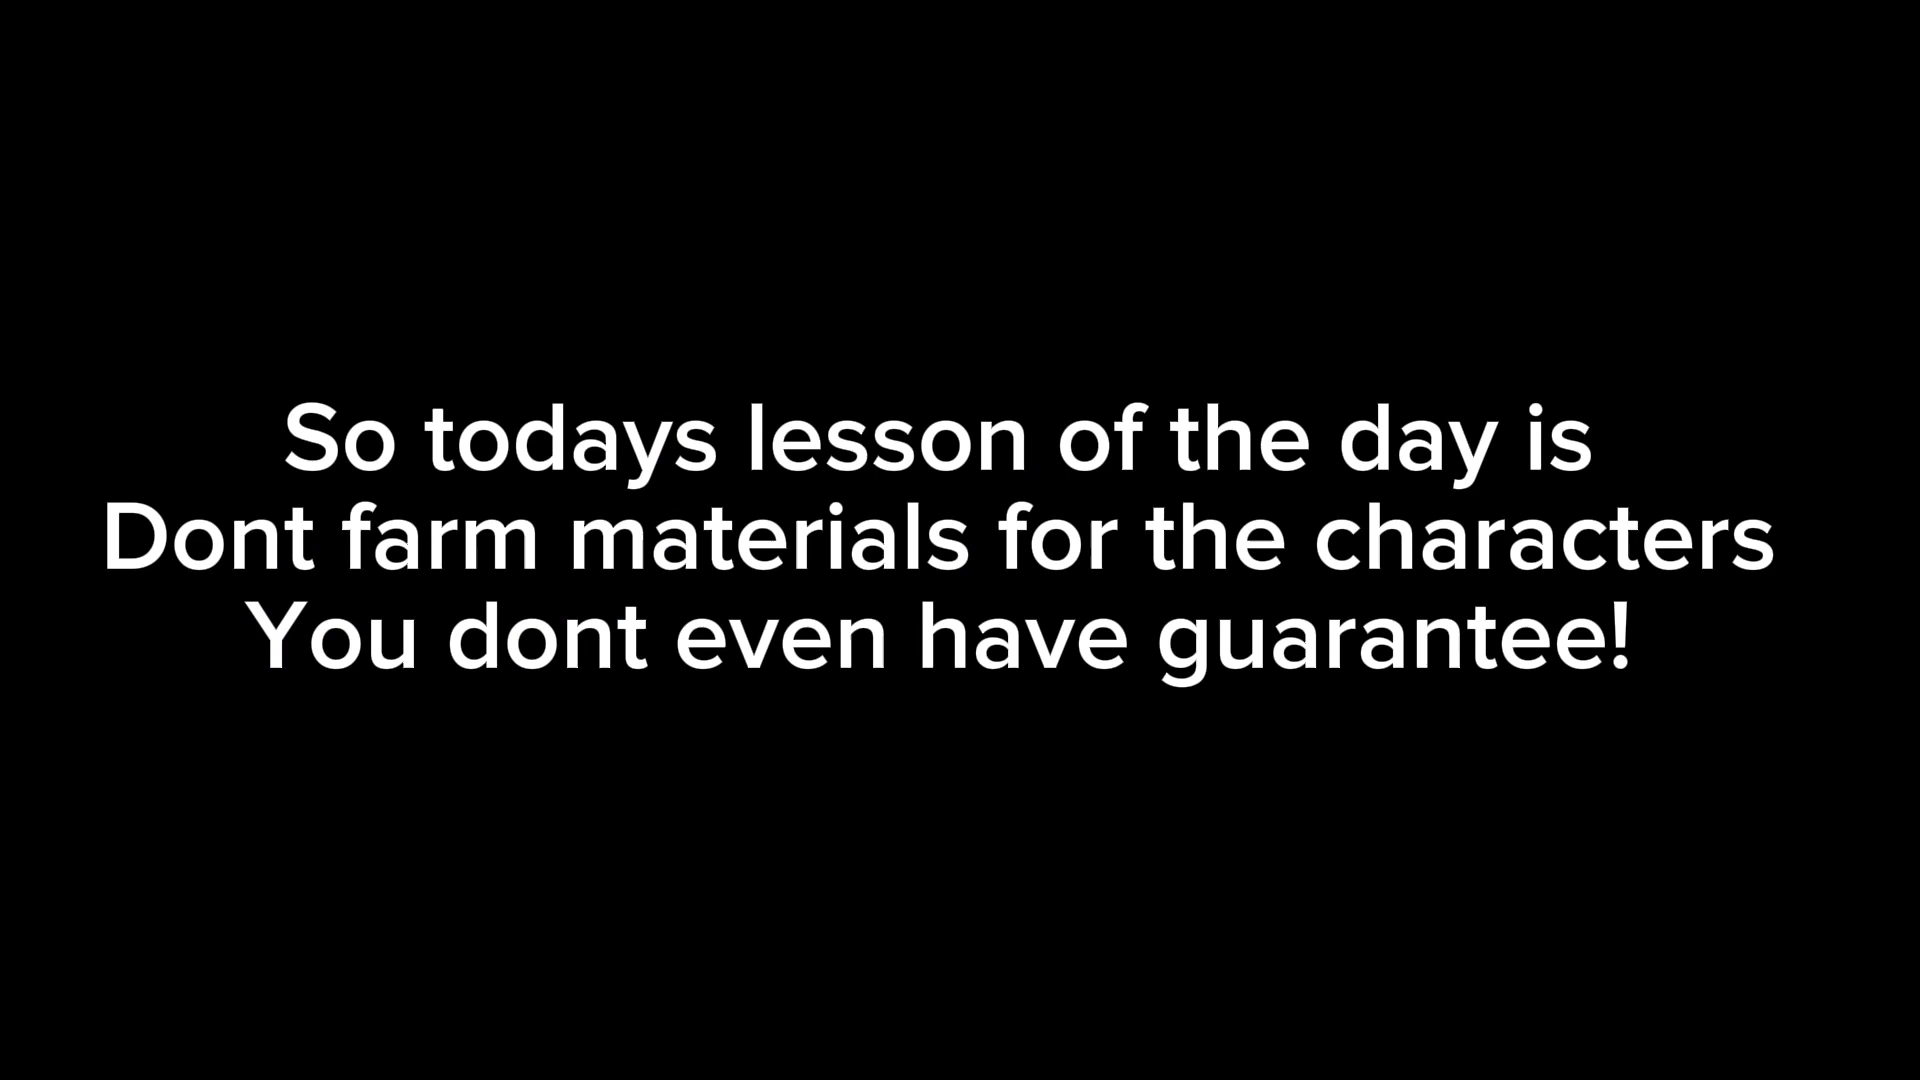 So todays lesson of the day is
Dont farm materials for the characters
You dont even have guarantee!